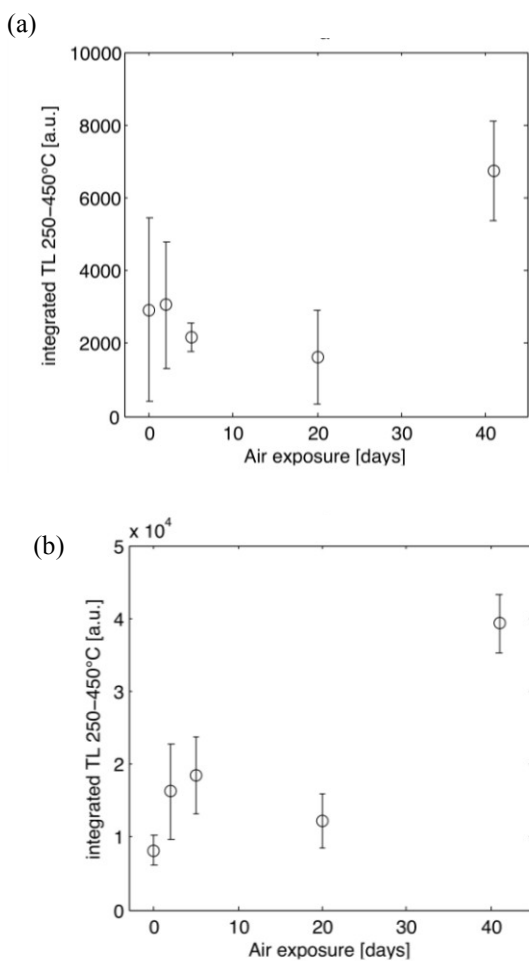 (a)
10000
8000
6000
4000
2000
0
integrated TL 250–450°C [a.u.]
0 10 20 30 40
Air exposure [days]
(b)
x 10^4
5
4
3
2
1
0
integrated TL 250–450°C [a.u.]
0 10 20 30 40
Air exposure [days]